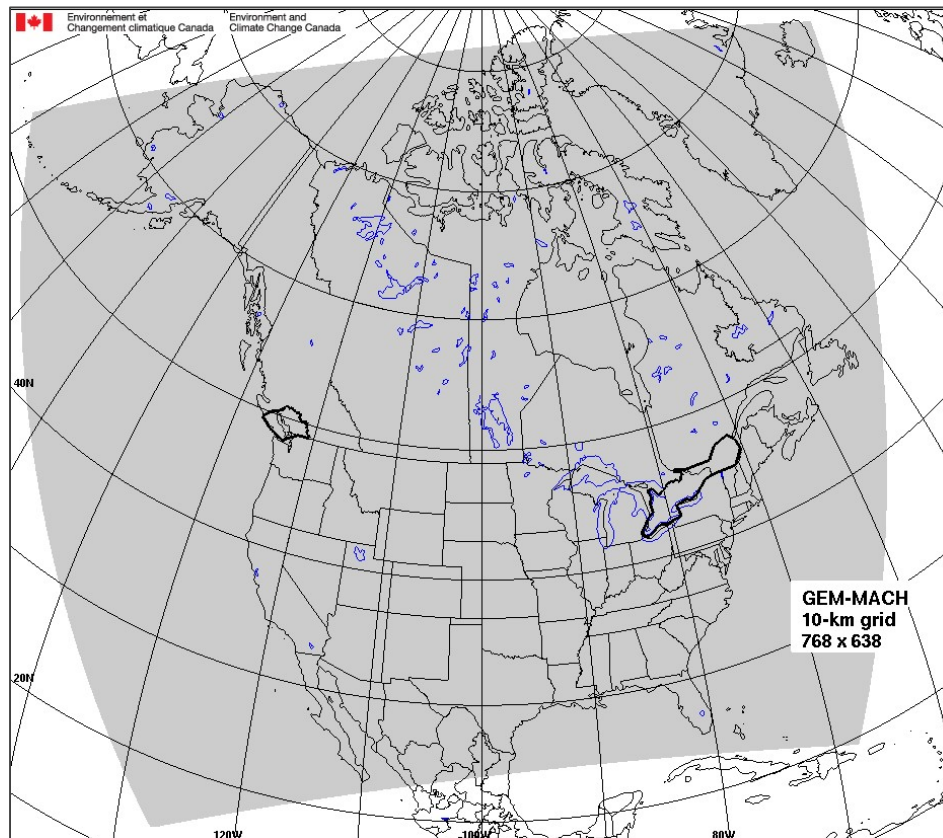 Environnement et
Changement climatique Canada
Environment and
Climate Change Canada
40N
GEM-MACH
10-km grid
768 x 638
20N
120W
100W
80W